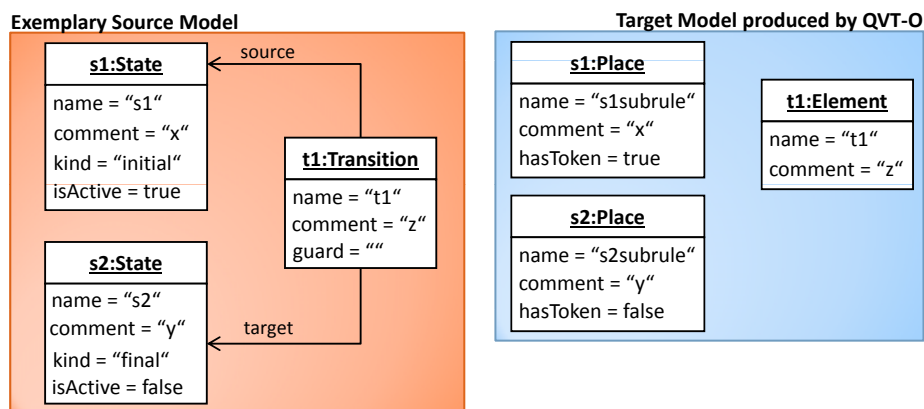 Exemplary Source Model
s1:State
name = “s1“
comment = “x“
kind = “initial“
isActive = true
source
t1:Transition
name = “t1“
comment = “z“
guard = ““
s2:State
name = “s2“
comment = “y“
kind = “final“
isActive = false
target
Target Model produced by QVT-O
s1:Place
name = “s1subrule“
comment = “x“
hasToken = true
t1:Element
name = “t1“
comment = “z“
s2:Place
name = “s2subrule“
comment = “y“
hasToken = false